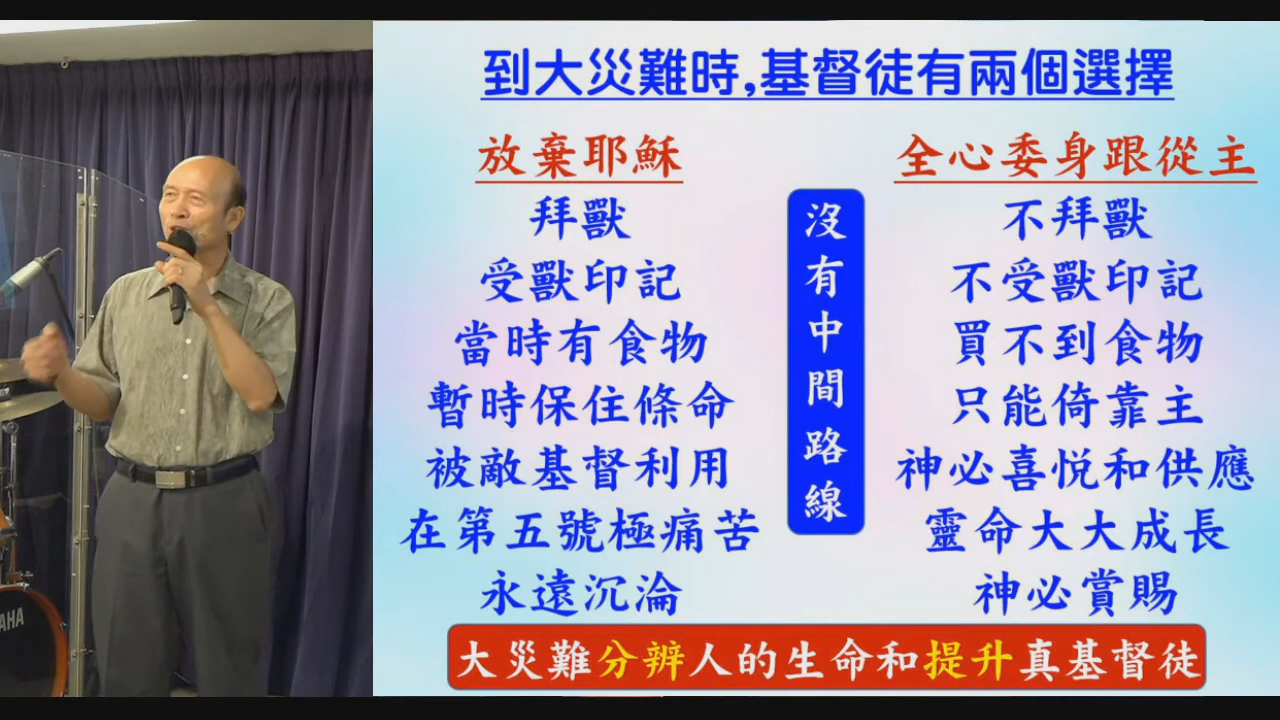 到大災難時,基督徒有兩個選擇
放棄耶穌
拜獸
受獸印記
當時有食物
暫時保住條命
被敵基督利用
在第五號極痛苦
永遠沉淪
沒有中間路線
全心委身跟從主
不拜獸
不受獸印記
買不到食物
只能倚靠主
神必喜悅和供應
靈命大大成長
神必賞賜
大災難分辨人的生命和提升真基督徒
AHA